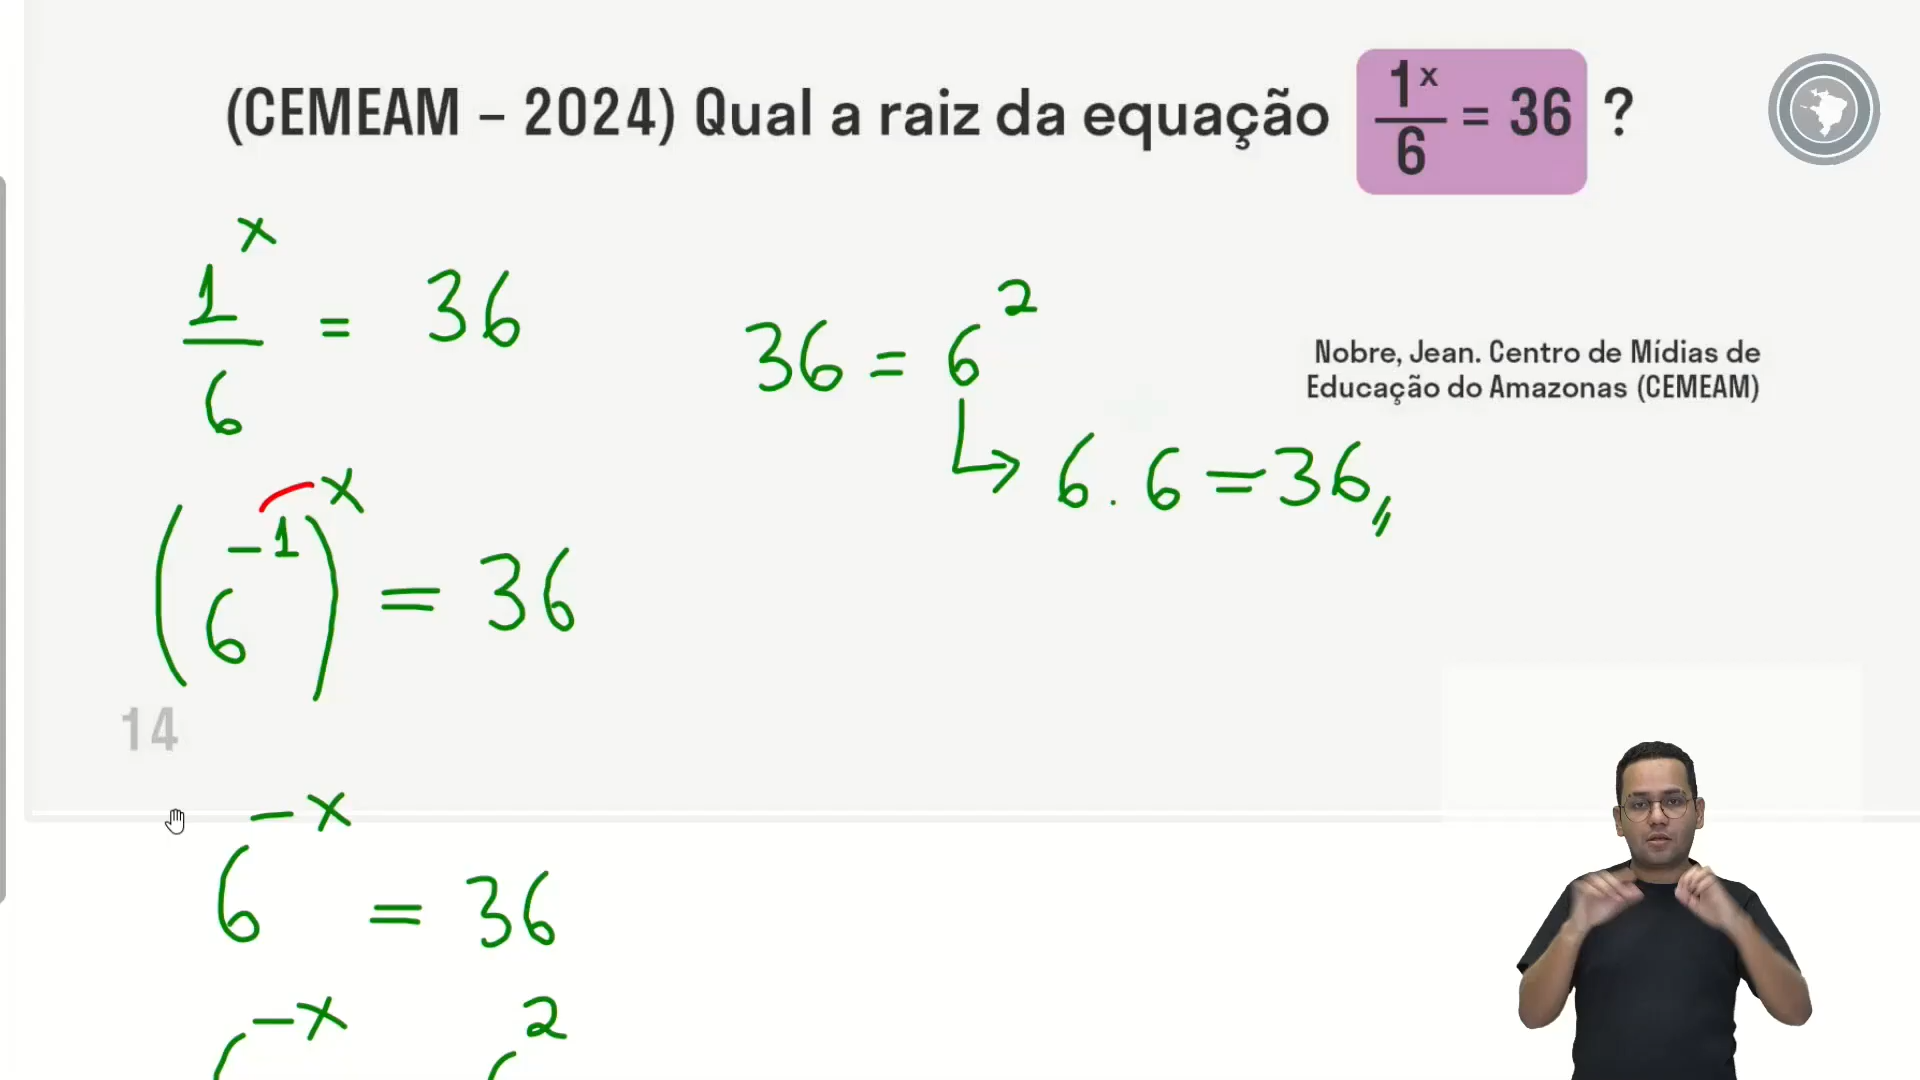 (CEMEAM – 2024) Qual a raiz da equação 1ˣ/6 = 36 ?
1ˣ/6 = 36
36 = 6²
Nobre, Jean. Centro de Mídias de
Educação do Amazonas (CEMEAM)
6 . 6 = 36,,
(6⁻¹)ˣ = 36
14
6⁻ˣ = 36
⁻ˣ ²